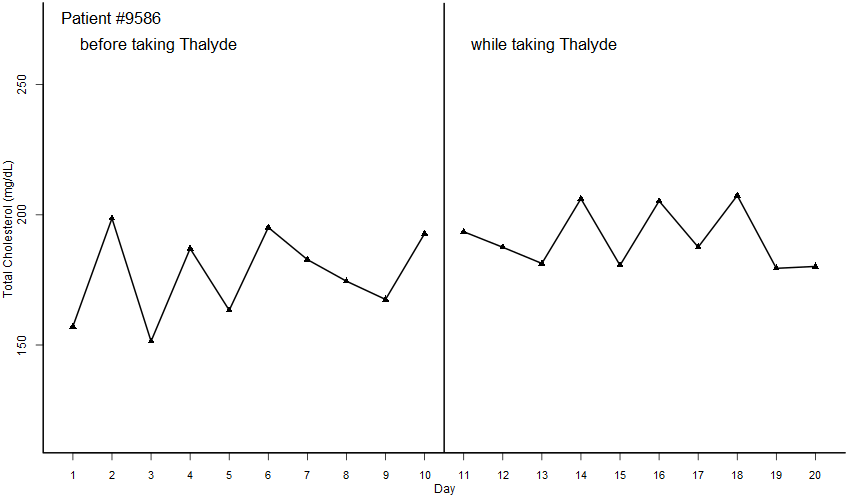 Patient #9586
before taking Thalyde
while taking Thalyde
Total Cholesterol (mg/dL)
250
200
150
1 2 3 4 5 6 7 8 9 10 11 12 13 14 15 16 17 18 19 20
Day